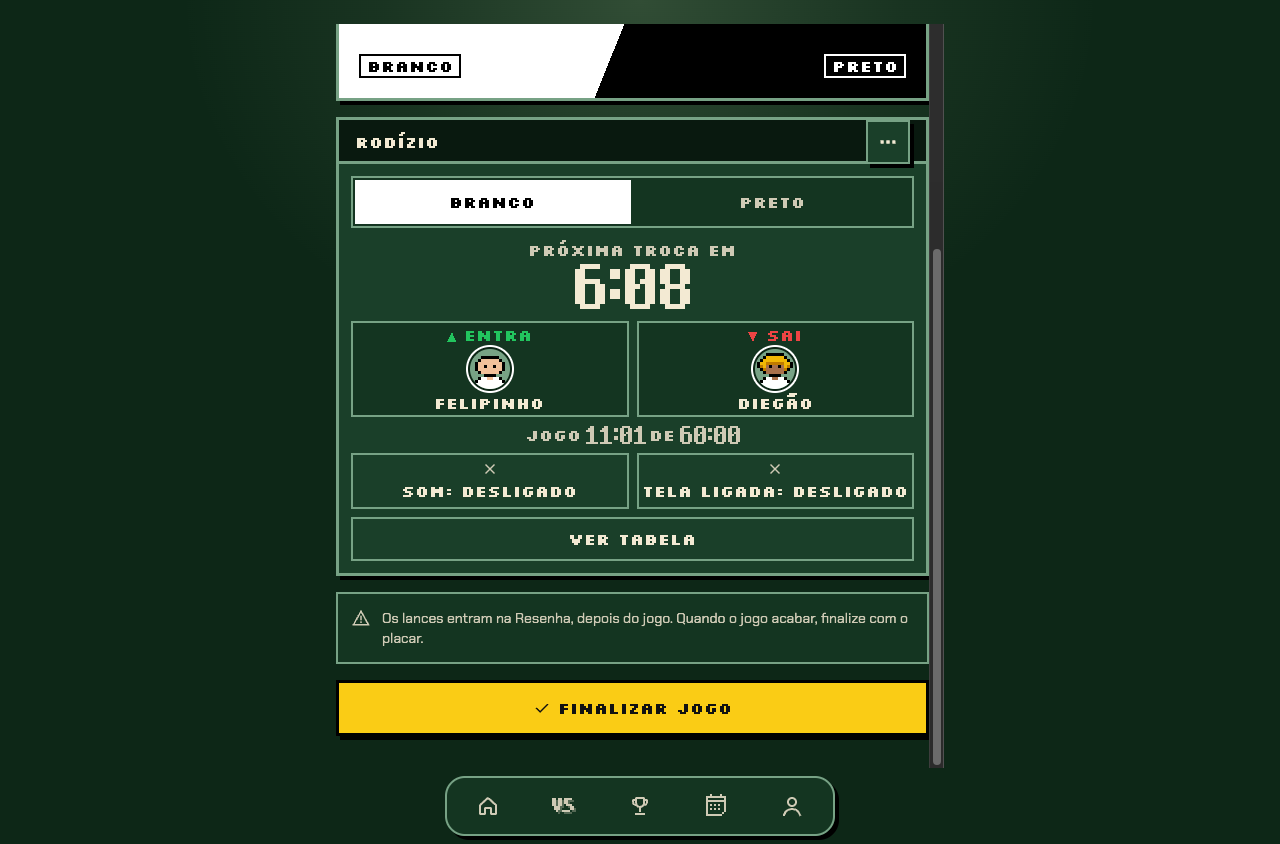 BRANCO
PRETO
RODÍZIO
...
BRANCO
PRETO
PRÓXIMA TROCA EM
6:08
▲ ENTRA
FELIPINHO
▼ SAI
DIEGÃO
JOGO 11:01 DE 60:00
× SOM: DESLIGADO
× TELA LIGADA: DESLIGADO
VER TABELA
Os lances entram na Resenha, depois do jogo. Quando o jogo acabar, finalize com o
placar.
✓ FINALIZAR JOGO
VS